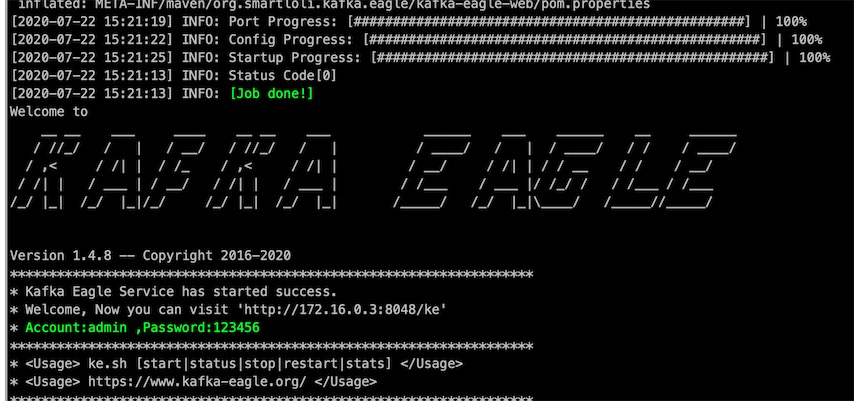 inflated: META-INF/maven/org.smartloli.kafka.eagle/kafka-eagle-web/pom.properties
[2020-07-22 15:21:19] INFO: Port Progress: [##################################################] | 100%
[2020-07-22 15:21:22] INFO: Config Progress: [##################################################] | 100%
[2020-07-22 15:21:25] INFO: Startup Progress: [##################################################] | 100%
[2020-07-22 15:21:13] INFO: Status Code[0]
[2020-07-22 15:21:13] INFO: [Job done!]
Welcome to
KAFKA EAGLE
Version 1.4.8 -- Copyright 2016-2020
*******************************************************************
* Kafka Eagle Service has started success.
* Welcome, Now you can visit 'http://172.16.0.3:8048/ke'
* Account:admin ,Password:123456
*******************************************************************
* <Usage> ke.sh [start|status|stop|restart|stats] </Usage>
* <Usage> https://www.kafka-eagle.org/ </Usage>
*******************************************************************